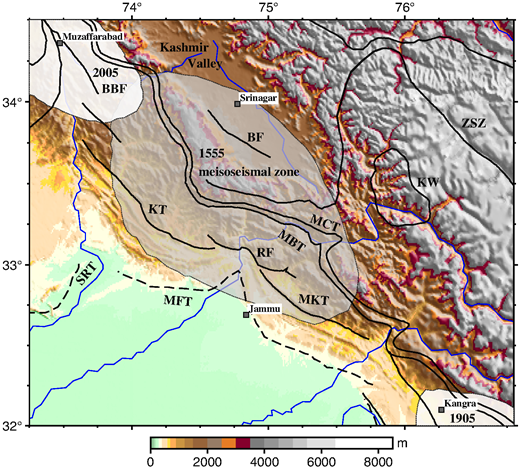 74° 75° 76°
Muzaffarabad
Kashmir
Valley
2005
BBF
34°
Srinagar
ZSZ
BF
1555
meisoseismal zone
KW
KT
MCT
MBT
RF
33°
SRT
MFT
MKT
Jammu
Kangra
1905
32°
m
0 2000 4000 6000 8000